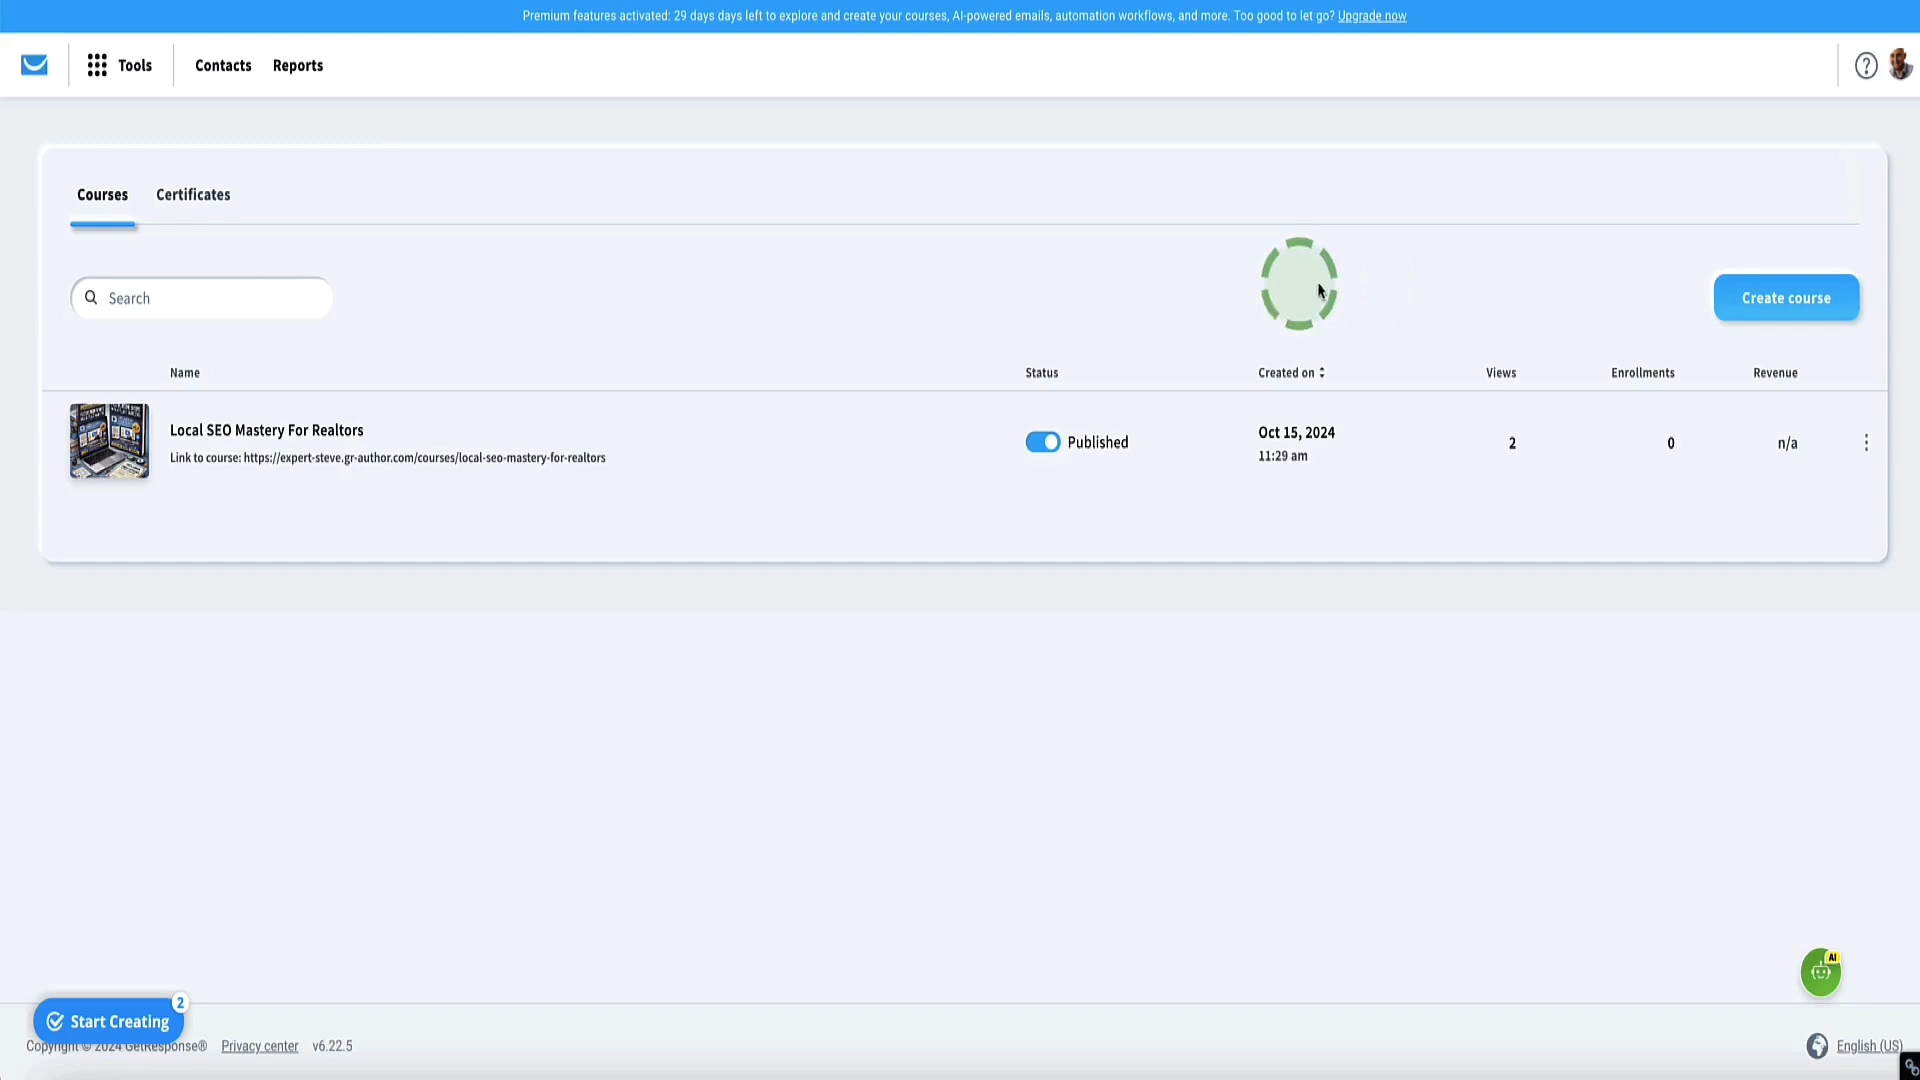 Premium features activated: 29 days days left to explore and create your courses, AI-powered emails, automation workflows, and more. Too good to let go? Upgrade now
Tools
Contacts
Reports
?
Courses
Certificates
Search
Create course
Name
Status
Created on
Views
Enrollments
Revenue
Local SEO Mastery For Realtors
Link to course: https://expert-steve.gr-author.com/courses/local-seo-mastery-for-realtors
Published
Oct 15, 2024
11:29 am
2
0
n/a
AI
2
Start Creating
Copyright © 2024 GetResponse®
Privacy center
v6.22.5
English (US)